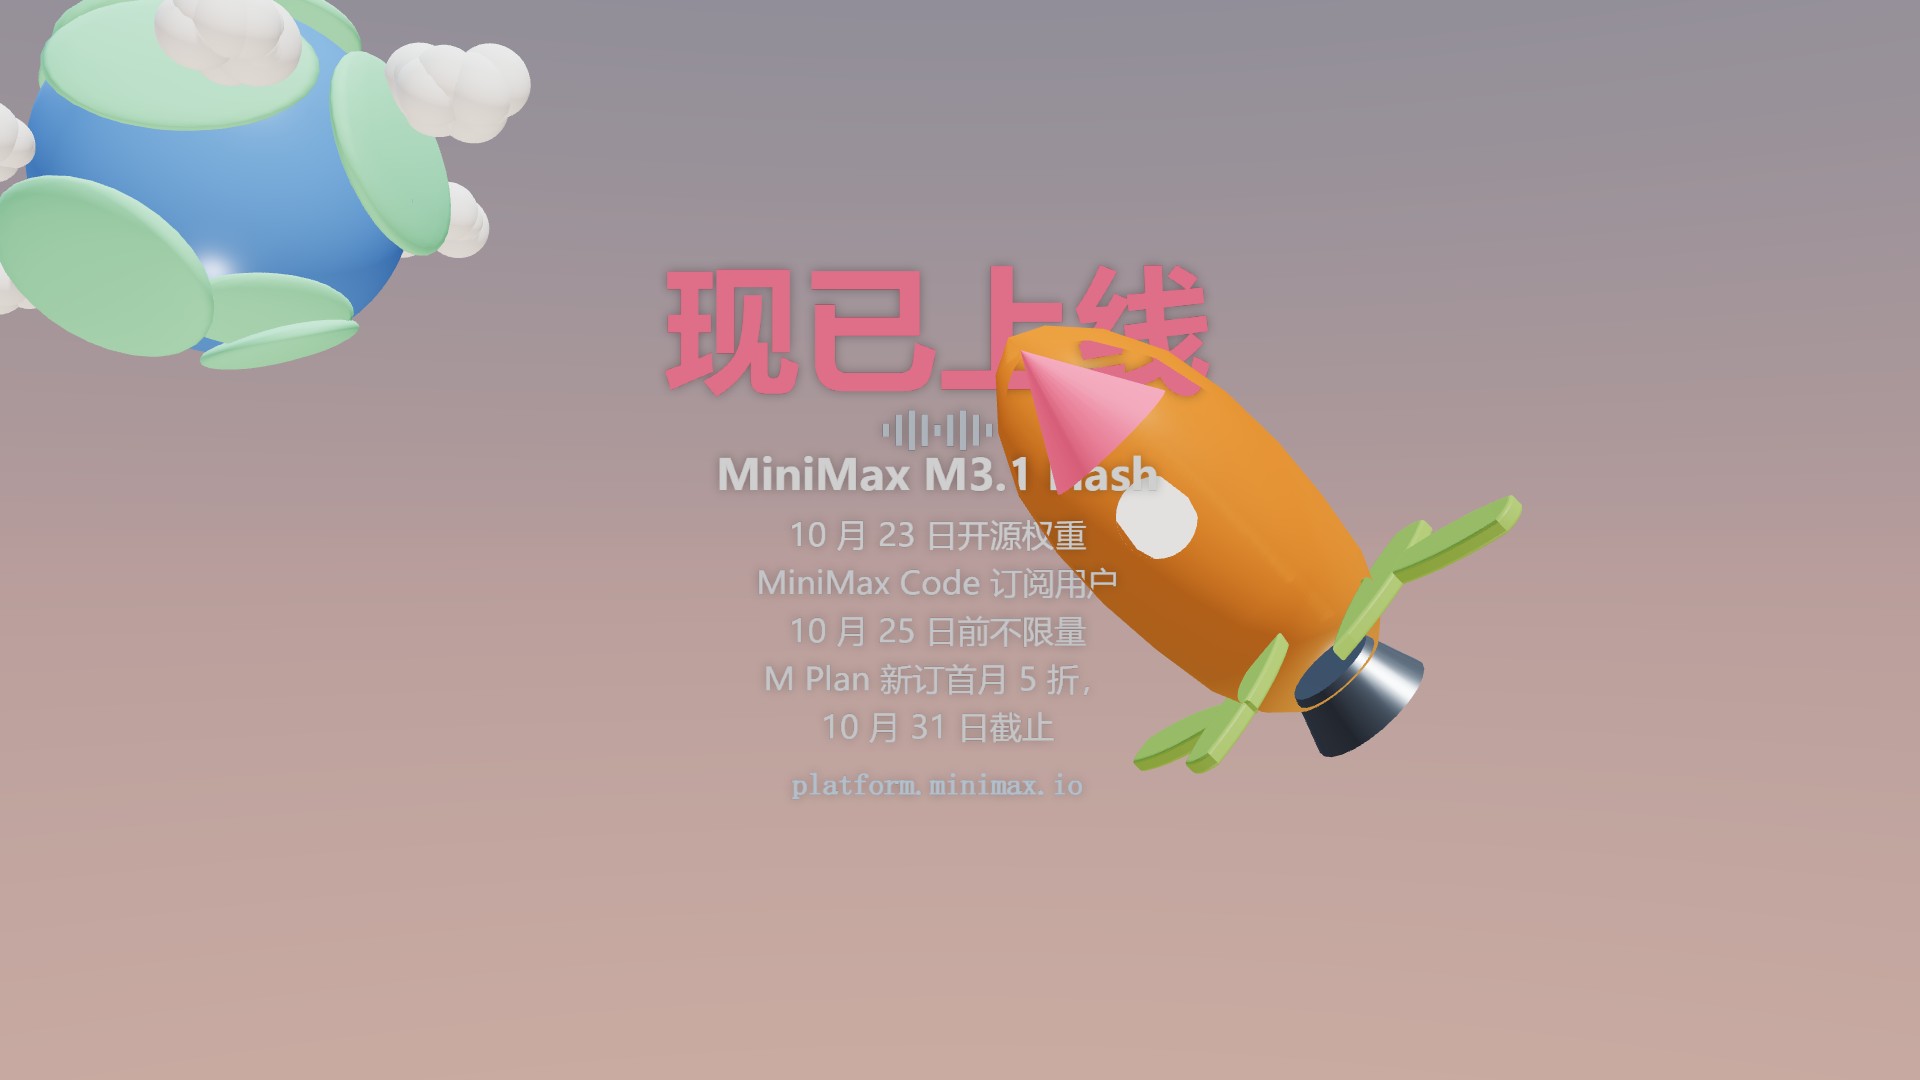 现已上线
MiniMax M3.1 Flash
10 月 23 日开源权重
MiniMax Code 订阅用户
10 月 25 日前不限量
M Plan 新订首月 5 折，
10 月 31 日截止
platform.minimax.io